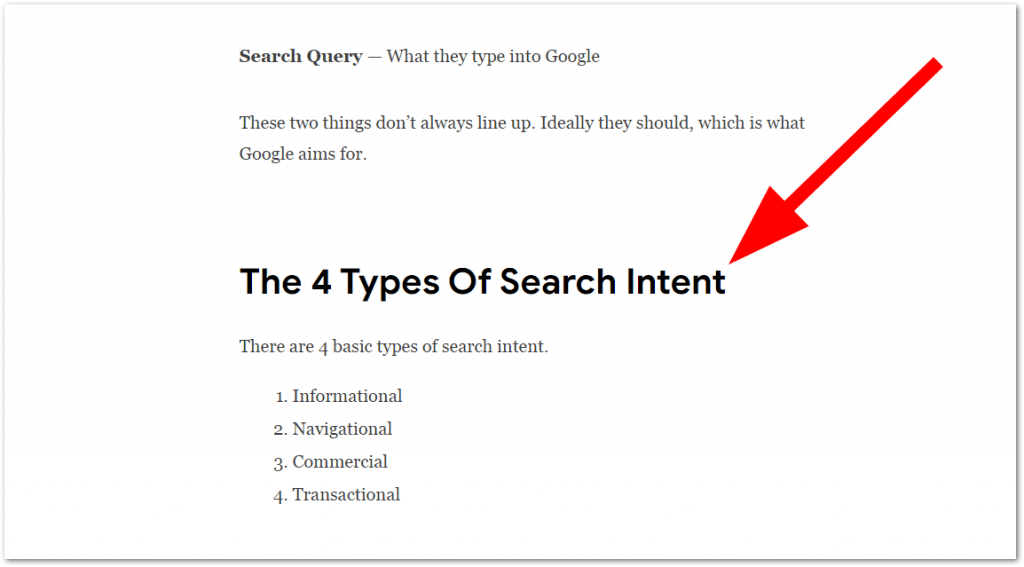 Search Query — What they type into Google
These two things don’t always line up. Ideally they should, which is what
Google aims for.
The 4 Types Of Search Intent
There are 4 basic types of search intent.
1. Informational
2. Navigational
3. Commercial
4. Transactional